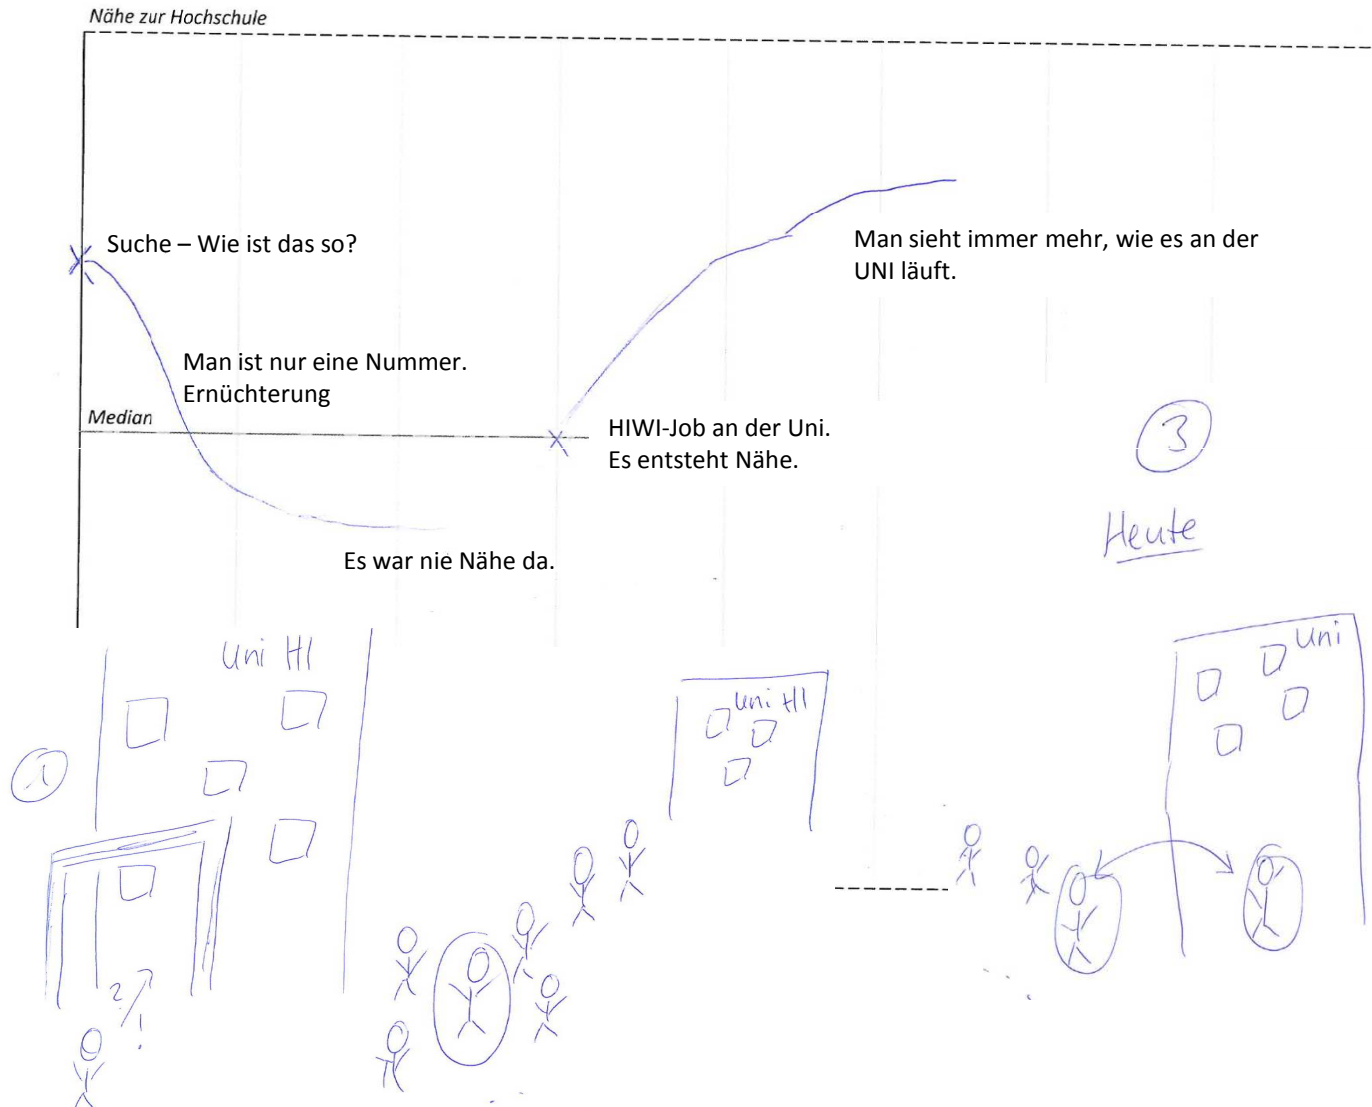 Nähe zur Hochschule
Suche – Wie ist das so?
Man sieht immer mehr, wie es an der
UNI läuft.
Man ist nur eine Nummer.
Ernüchterung
Median
HIWI-Job an der Uni.
Es entsteht Nähe.
3
Heute
Es war nie Nähe da.
Uni HI
Uni HI
Uni
1
? !